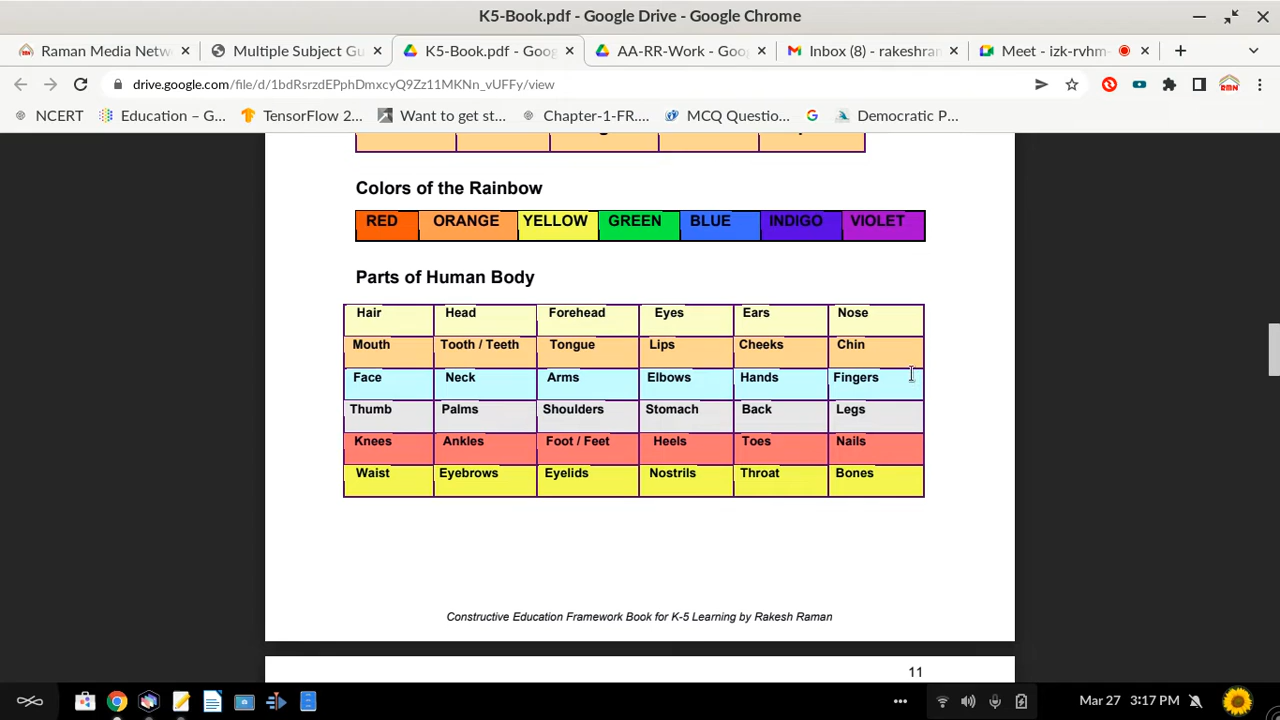 K5-Book.pdf - Google Drive - Google Chrome
Raman Media Netw
Multiple Subject Gu
K5-Book.pdf - Goog
AA-RR-Work - Goog
Inbox (8) - rakeshran
Meet - izk-rvhm-
drive.google.com/file/d/1bdRsrzdEPphDmxcyQ9Zz11MKNn_vUFFy/view
RMN
NCERT
Education – G...
TensorFlow 2...
Want to get st...
Chapter-1-FR....
MCQ Questio...
Democratic P...
Colors of the Rainbow
RED ORANGE YELLOW GREEN BLUE INDIGO VIOLET
Parts of Human Body
Hair Head Forehead Eyes Ears Nose
Mouth Tooth / Teeth Tongue Lips Cheeks Chin
Face Neck Arms Elbows Hands Fingers
Thumb Palms Shoulders Stomach Back Legs
Knees Ankles Foot / Feet Heels Toes Nails
Waist Eyebrows Eyelids Nostrils Throat Bones
Constructive Education Framework Book for K-5 Learning by Rakesh Raman
11
Mar 27 3:17 PM